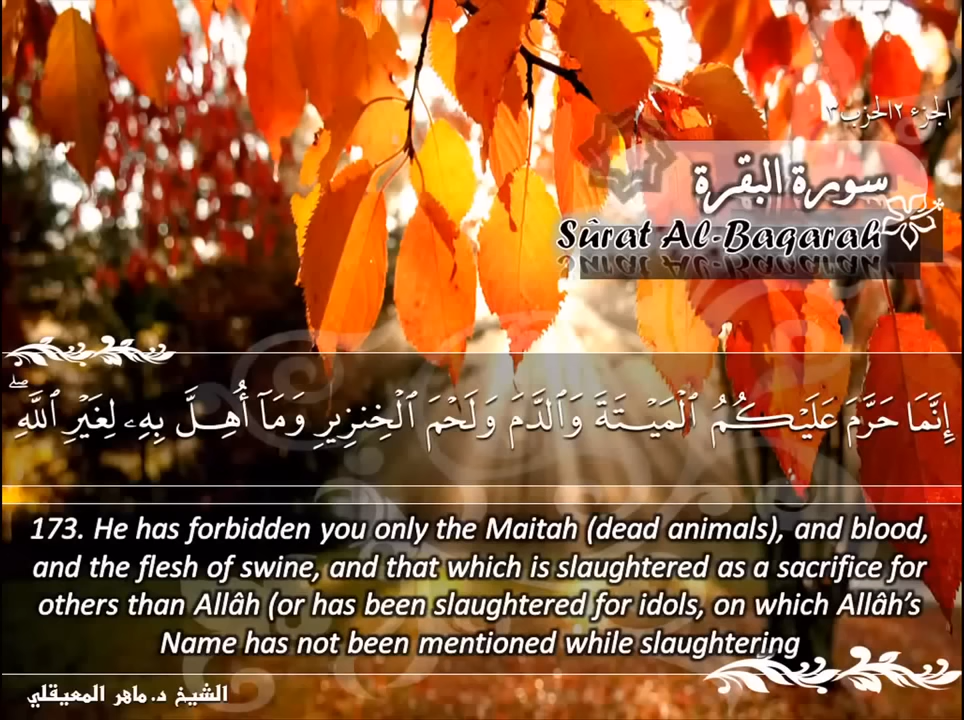 الجزء ٢ الحزب ٣
سورة البقرة
Sûrat Al-Baqarah
إِنَّمَا حَرَّمَ عَلَيْكُمُ ٱلْمَيْتَةَ وَٱلدَّمَ وَلَحْمَ ٱلْخِنزِيرِ وَمَآ أُهِلَّ بِهِۦ لِغَيْرِ ٱللَّهِ ۖ
173. He has forbidden you only the Maitah (dead animals), and blood,
and the flesh of swine, and that which is slaughtered as a sacrifice for
others than Allâh (or has been slaughtered for idols, on which Allâh’s
Name has not been mentioned while slaughtering
الشيخ د. ماهر المعيقلي